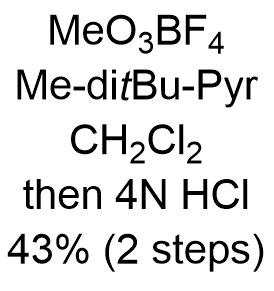 MeO₃BF₄
Me-ditBu-Pyr
CH₂Cl₂
then 4N HCl
43% (2 steps)